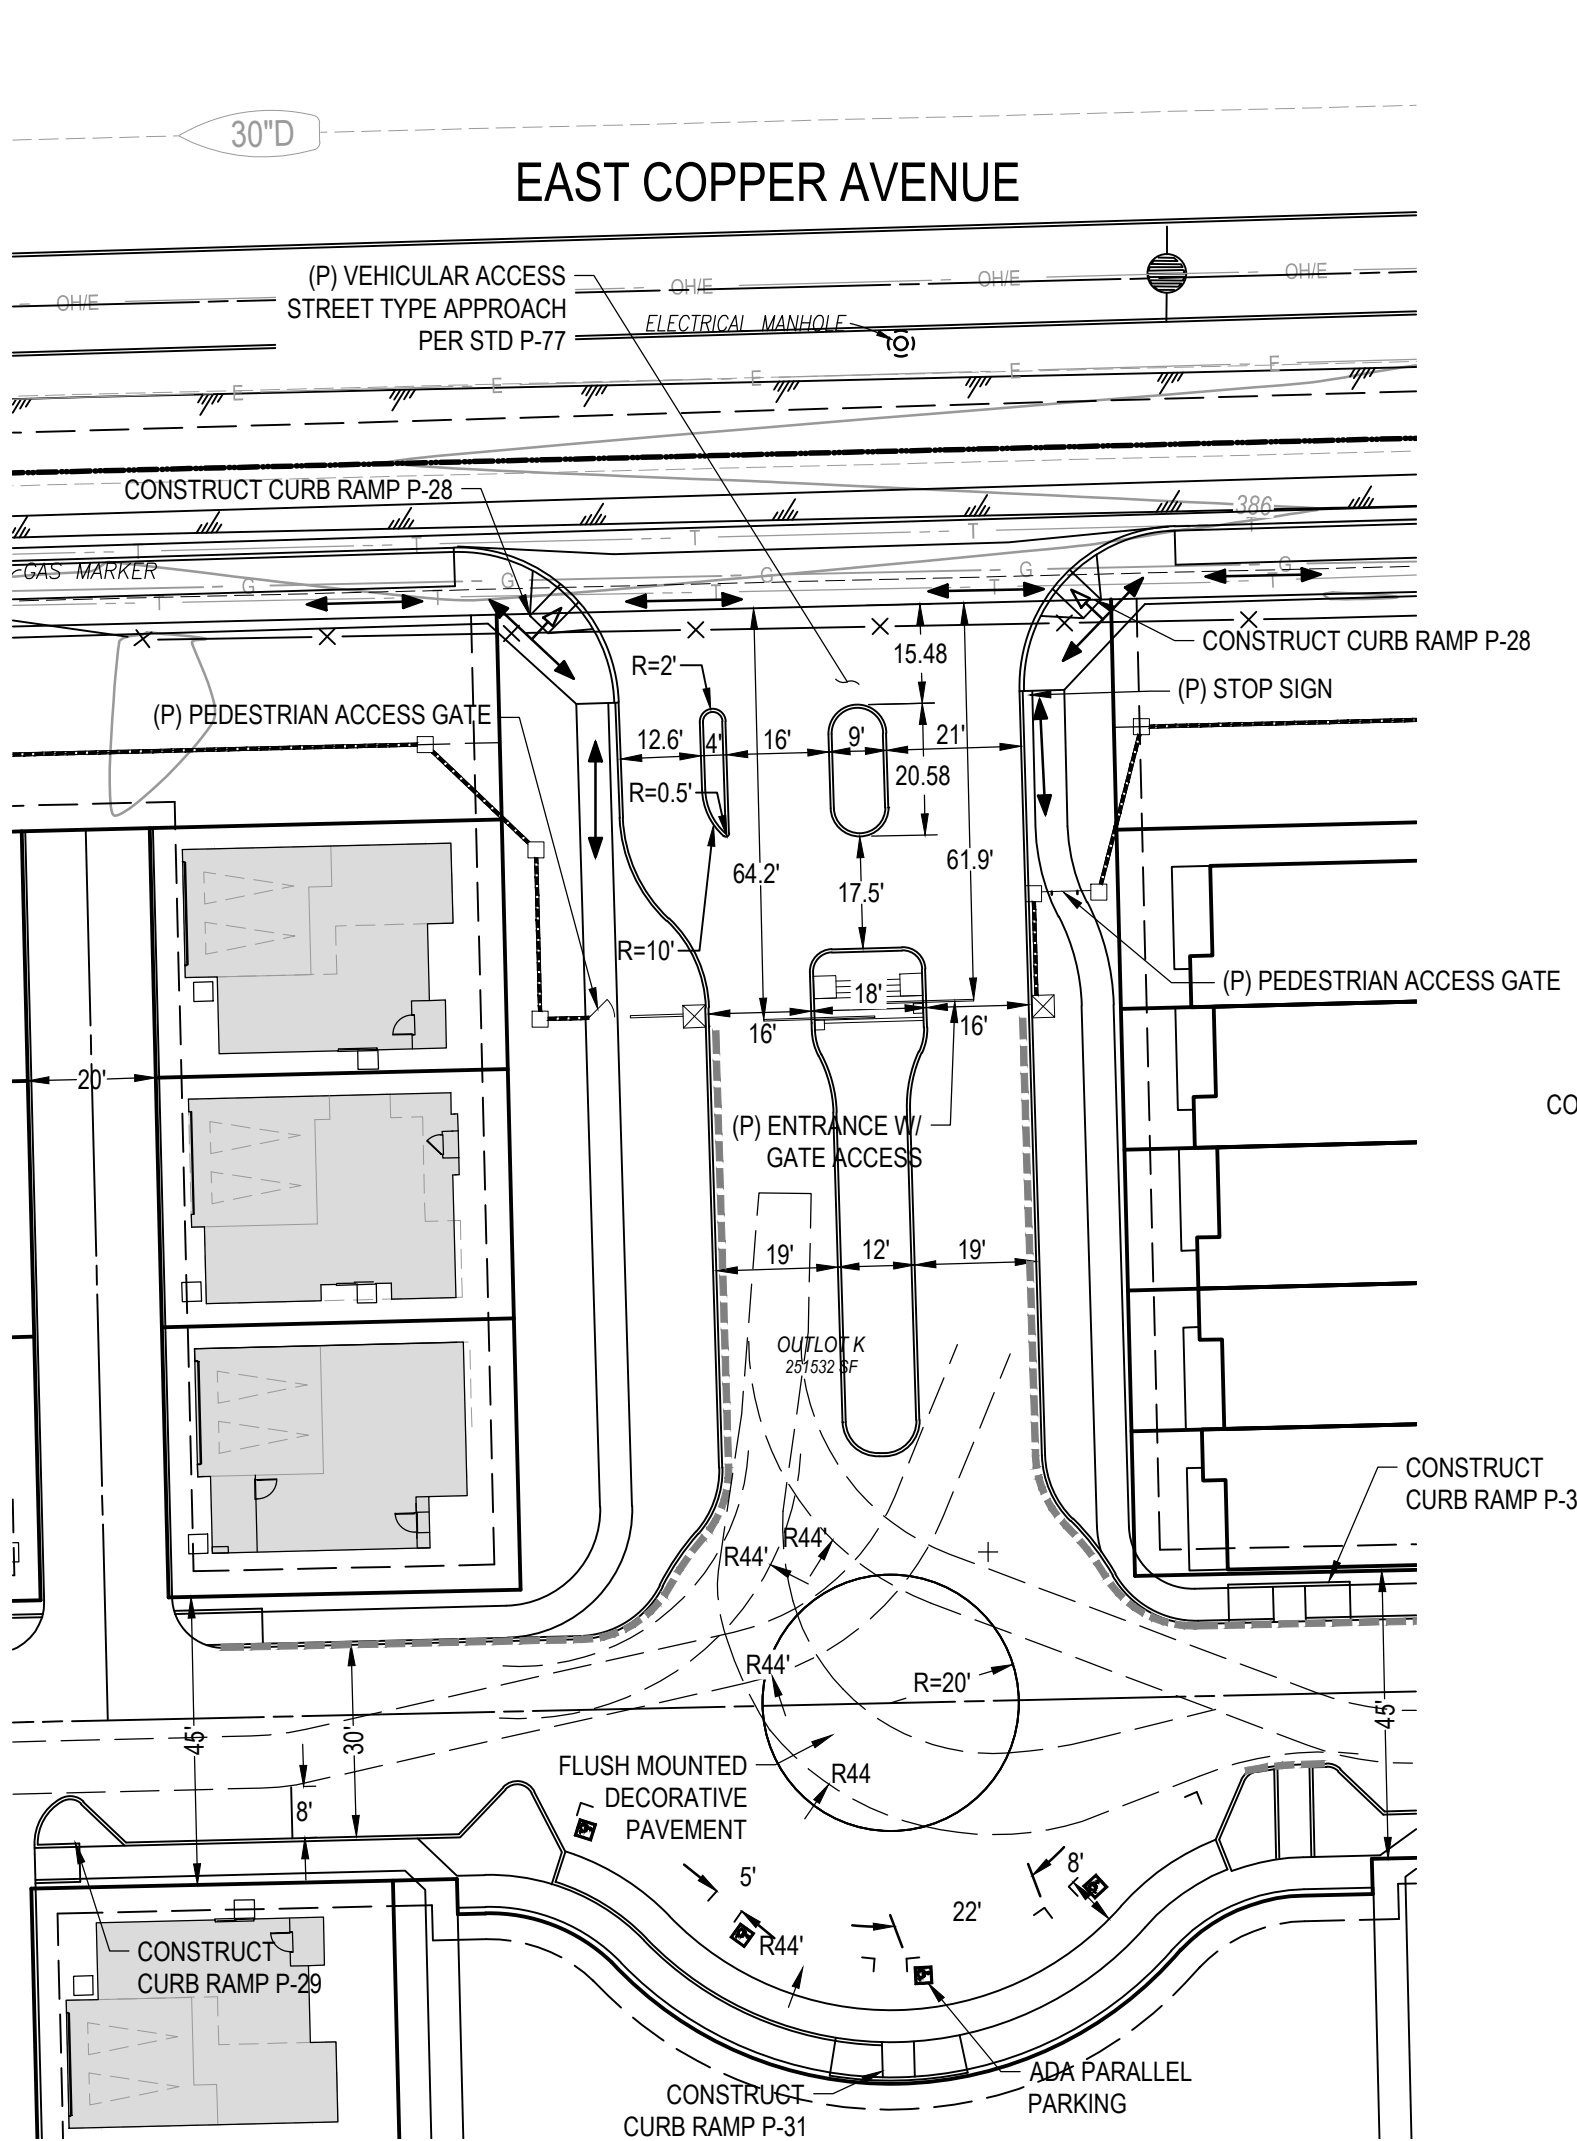 30"D
EAST COPPER AVENUE
(P) VEHICULAR ACCESS
STREET TYPE APPROACH
PER STD P-77
OH/E
OH/E
OH/E
OH/E
ELECTRICAL MANHOLE
E
E
E
E
E
CONSTRUCT CURB RAMP P-28
386
T
T
T
T
T
GAS MARKER
G
G
G
G
G
T
T
T
T
CONSTRUCT CURB RAMP P-28
15.48
R=2'
(P) STOP SIGN
(P) PEDESTRIAN ACCESS GATE
12.6'
4'
16'
9'
21'
20.58
R=0.5'
64.2'
61.9'
17.5'
R=10'
(P) PEDESTRIAN ACCESS GATE
18'
16'
16'
20'
(P) ENTRANCE W/
GATE ACCESS
CO
19'
12'
19'
OUTLOT K
251532 SF
CONSTRUCT
CURB RAMP P-3
R44'
R44'
R44'
R=20'
45'
30'
45'
FLUSH MOUNTED
DECORATIVE
PAVEMENT
R44
8'
5'
8'
22'
R44'
CONSTRUCT
CURB RAMP P-29
ADA PARALLEL
PARKING
CONSTRUCT
CURB RAMP P-31